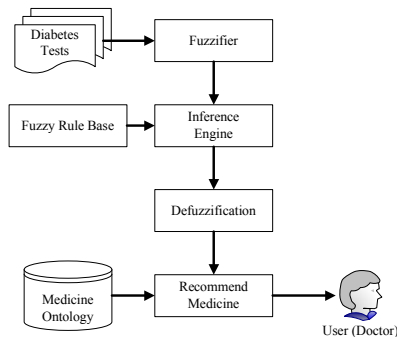 Diabetes
Tests
Fuzzifier
Fuzzy Rule Base
Inference
Engine
Defuzzification
Medicine
Ontology
Recommend
Medicine
User (Doctor)